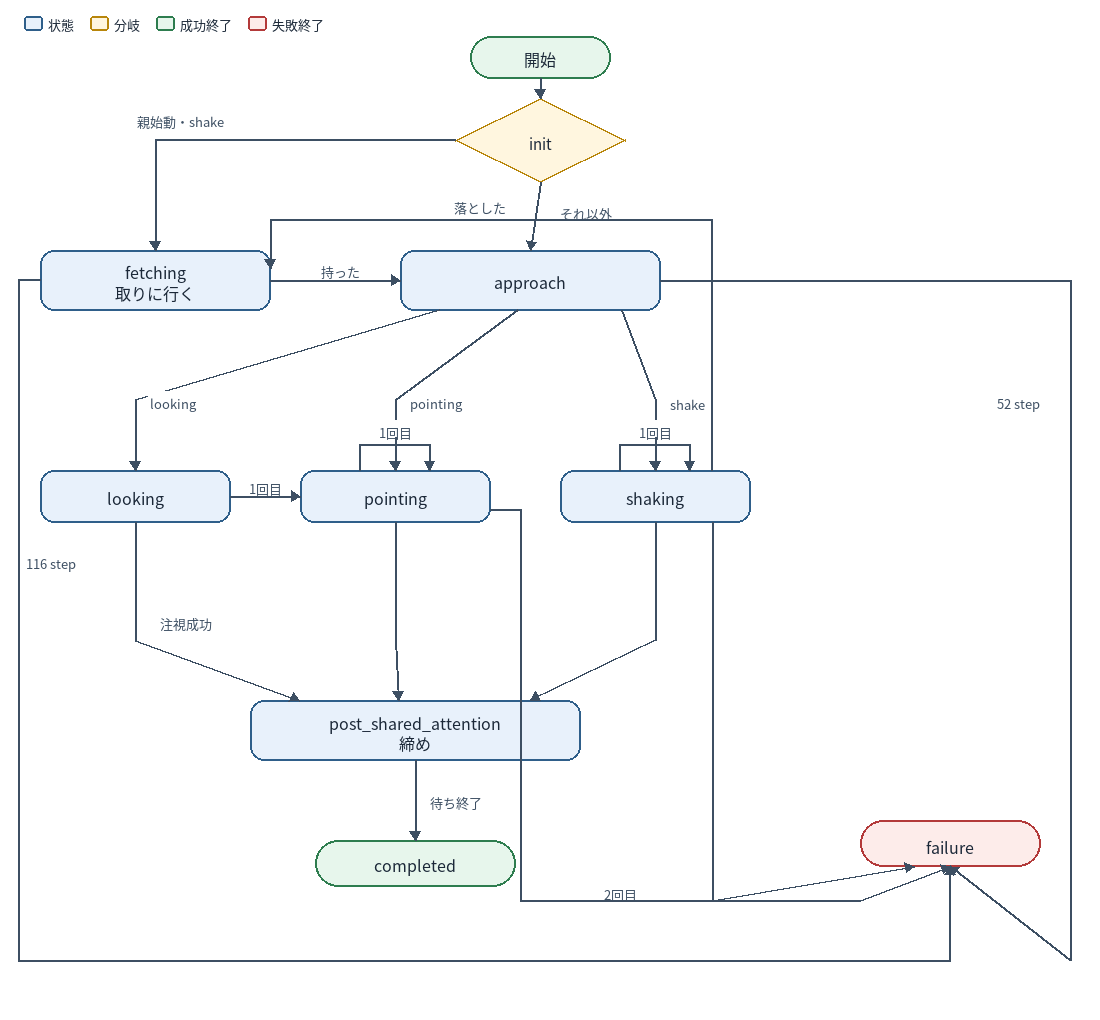 状態
分岐
成功終了
失敗終了
開始
親始動・shake
init
落とした
それ以外
fetching
取りに行く
持った
approach
looking
pointing
shake
52 step
1回目
1回目
looking
1回目
pointing
shaking
116 step
注視成功
post_shared_attention
締め
待ち終了
completed
failure
2回目